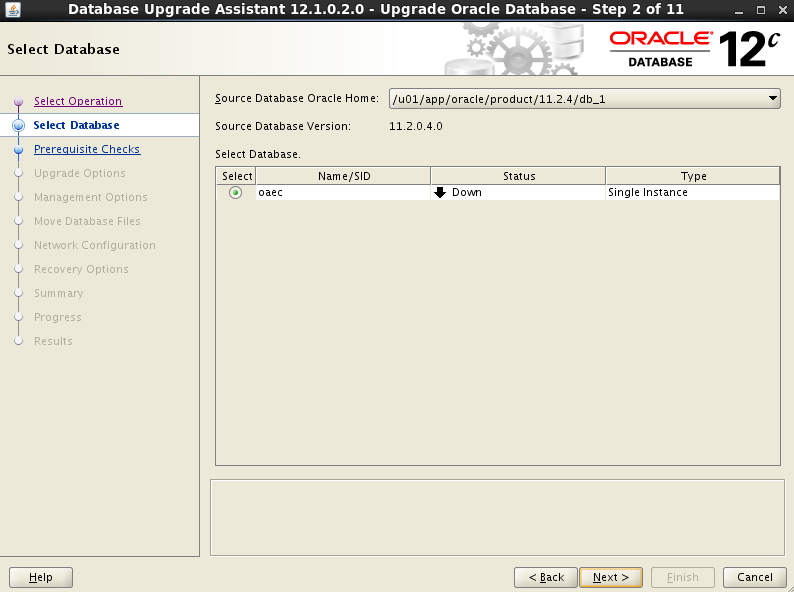 Database Upgrade Assistant 12.1.0.2.0 - Upgrade Oracle Database - Step 2 of 11
Select Database
ORACLE®
DATABASE
12c
Select Operation
Select Database
Prerequisite Checks
Upgrade Options
Management Options
Move Database Files
Network Configuration
Recovery Options
Summary
Progress
Results
Source Database Oracle Home: /u01/app/oracle/product/11.2.4/db_1
Source Database Version: 11.2.0.4.0
Select Database.
Select Name/SID Status Type
oaec Down Single Instance
Help < Back Next > Finish Cancel